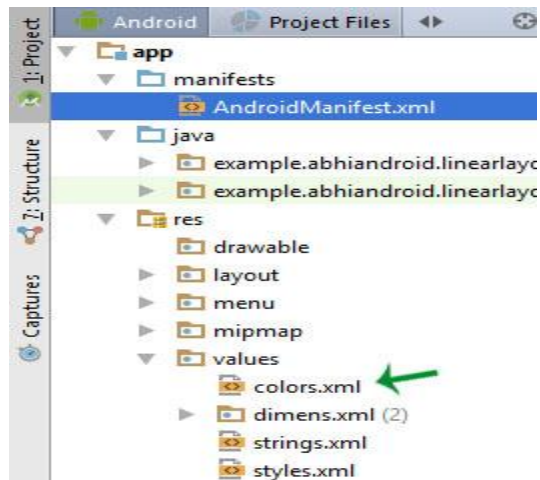 1: Project
7: Structure
Captures
Android Project Files
app
manifests
AndroidManifest.xml
java
example.abhiandroid.linearlayo
example.abhiandroid.linearlayo
res
drawable
layout
menu
mipmap
values
colors.xml
dimens.xml (2)
strings.xml
styles.xml